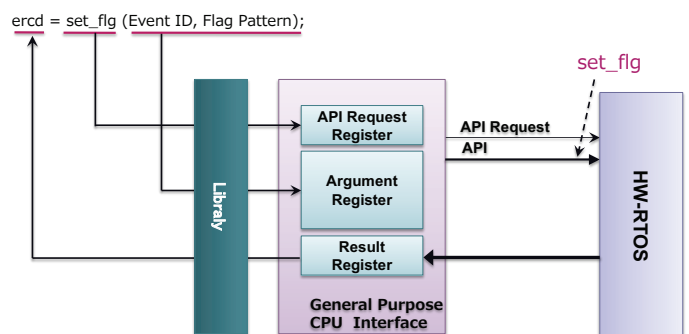 ercd = set_flg (Event ID, Flag Pattern);
set_flg
API Request
Register
API Request
API
Argument
Register
Libraly
HW-RTOS
Result
Register
General Purpose
CPU Interface